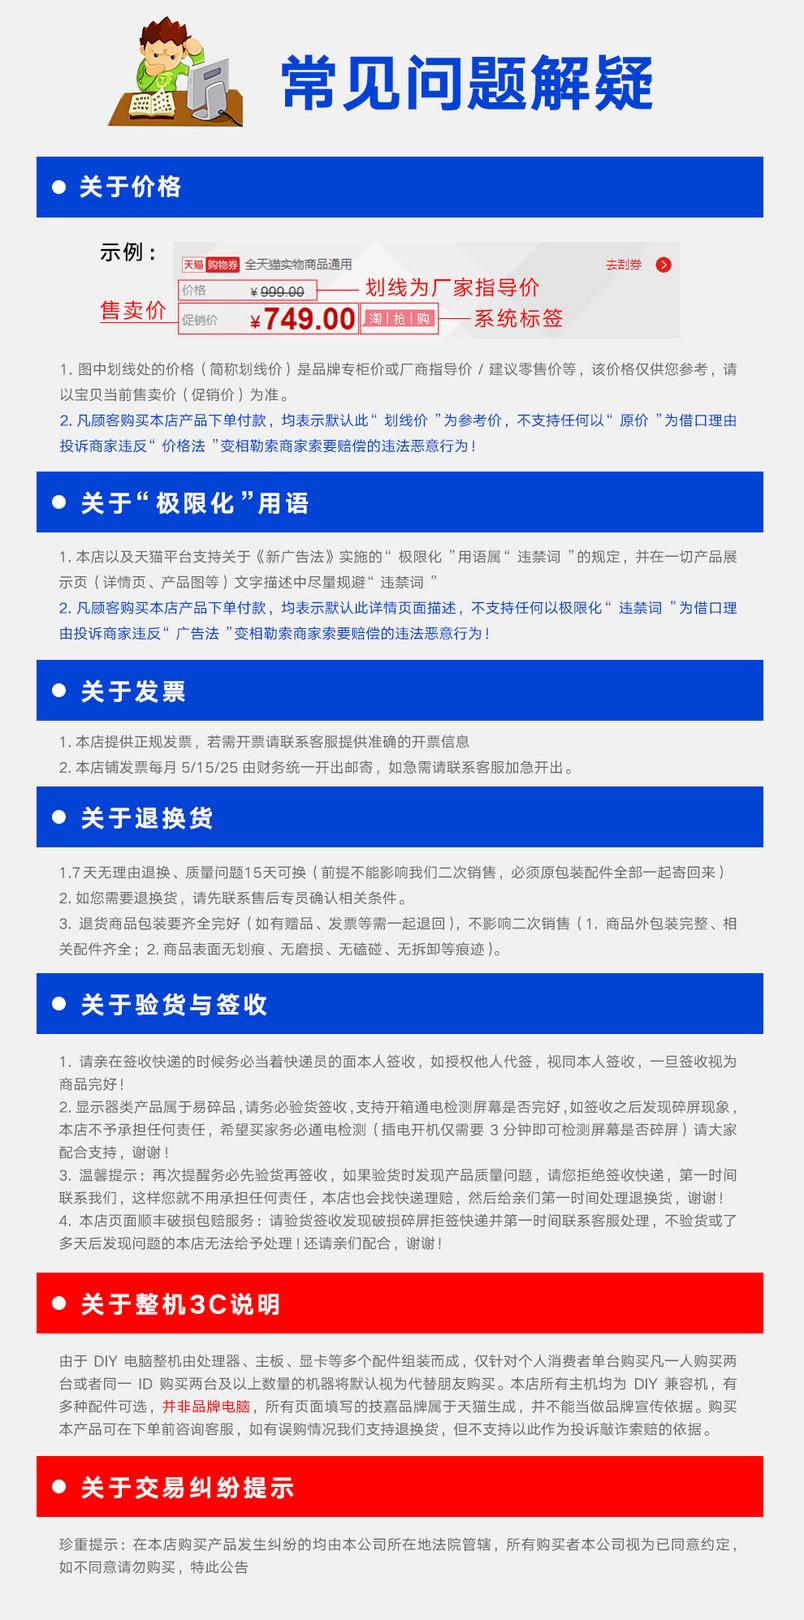 常见问题解疑
关于价格
示例：
天猫 购物券 全天猫实物商品通用 去刮券
价格 ¥999.00 划线为厂家指导价
售卖价 促销价 ¥749.00 淘|抢|购 系统标签
1. 图中划线处的价格（简称划线价）是品牌专柜价或厂商指导价 / 建议零售价等，该价格仅供您参考，请
以宝贝当前售卖价（促销价）为准。
2. 凡顾客购买本店产品下单付款，均表示默认此“ 划线价 ”为参考价，不支持任何以“ 原价 ”为借口理由
投诉商家违反“ 价格法 ”变相勒索商家索要赔偿的违法恶意行为！
关于“极限化”用语
1. 本店以及天猫平台支持关于《新广告法》实施的“ 极限化 ”用语属“ 违禁词 ”的规定，并在一切产品展
示页（详情页、产品图等）文字描述中尽量规避“ 违禁词 ”
2. 凡顾客购买本店产品下单付款，均表示默认此详情页面描述，不支持任何以极限化“ 违禁词 ”为借口理
由投诉商家违反“ 广告法 ”变相勒索商家索要赔偿的违法恶意行为！
关于发票
1. 本店提供正规发票，若需开票请联系客服提供准确的开票信息
2. 本店铺发票每月 5/15/25 由财务统一开出邮寄，如急需请联系客服加急开出。
关于退换货
1.7 天无理由退换、质量问题15天可换（前提不能影响我们二次销售，必须原包装配件全部一起寄回来）
2. 如您需要退换货，请先联系售后专员确认相关条件。
3. 退货商品包装要齐全完好（如有赠品、发票等需一起退回），不影响二次销售（1. 商品外包装完整、相
关配件齐全；2. 商品表面无划痕、无磨损、无磕碰、无拆卸等痕迹）。
关于验货与签收
1. 请亲在签收快递的时候务必当着快递员的面本人签收，如授权他人代签，视同本人签收，一旦签收视为
商品完好！
2. 显示器类产品属于易碎品，请务必验货签收，支持开箱通电检测屏幕是否完好，如签收之后发现碎屏现象，
本店不予承担任何责任，希望买家务必通电检测（插电开机仅需要 3 分钟即可检测屏幕是否碎屏）请大家
配合支持，谢谢！
3. 温馨提示：再次提醒务必先验货再签收，如果验货时发现产品质量问题，请您拒绝签收快递，第一时间
联系我们，这样您就不用承担任何责任，本店也会找快递理赔，然后给亲们第一时间处理退换货，谢谢！
4. 本店页面顺丰破损包赔服务：请验货签收发现破损碎屏拒签快递并第一时间联系客服处理，不验货或了
多天后发现问题的本店无法给予处理！还请亲们配合，谢谢！
关于整机3C说明
由于 DIY 电脑整机由处理器、主板、显卡等多个配件组装而成，仅针对个人消费者单台购买凡一人购买两
台或者同一 ID 购买两台及以上数量的机器将默认视为代替朋友购买。本店所有主机均为 DIY 兼容机，有
多种配件可选，并非品牌电脑，所有页面填写的技嘉品牌属于天猫生成，并不能当做品牌宣传依据。购买
本产品可在下单前咨询客服，如有误购情况我们支持退换货，但不支持以此作为投诉敲诈索赔的依据。
关于交易纠纷提示
珍重提示：在本店购买产品发生纠纷的均由本公司所在地法院管辖，所有购买者本公司视为已同意约定，
如不同意请勿购买，特此公告